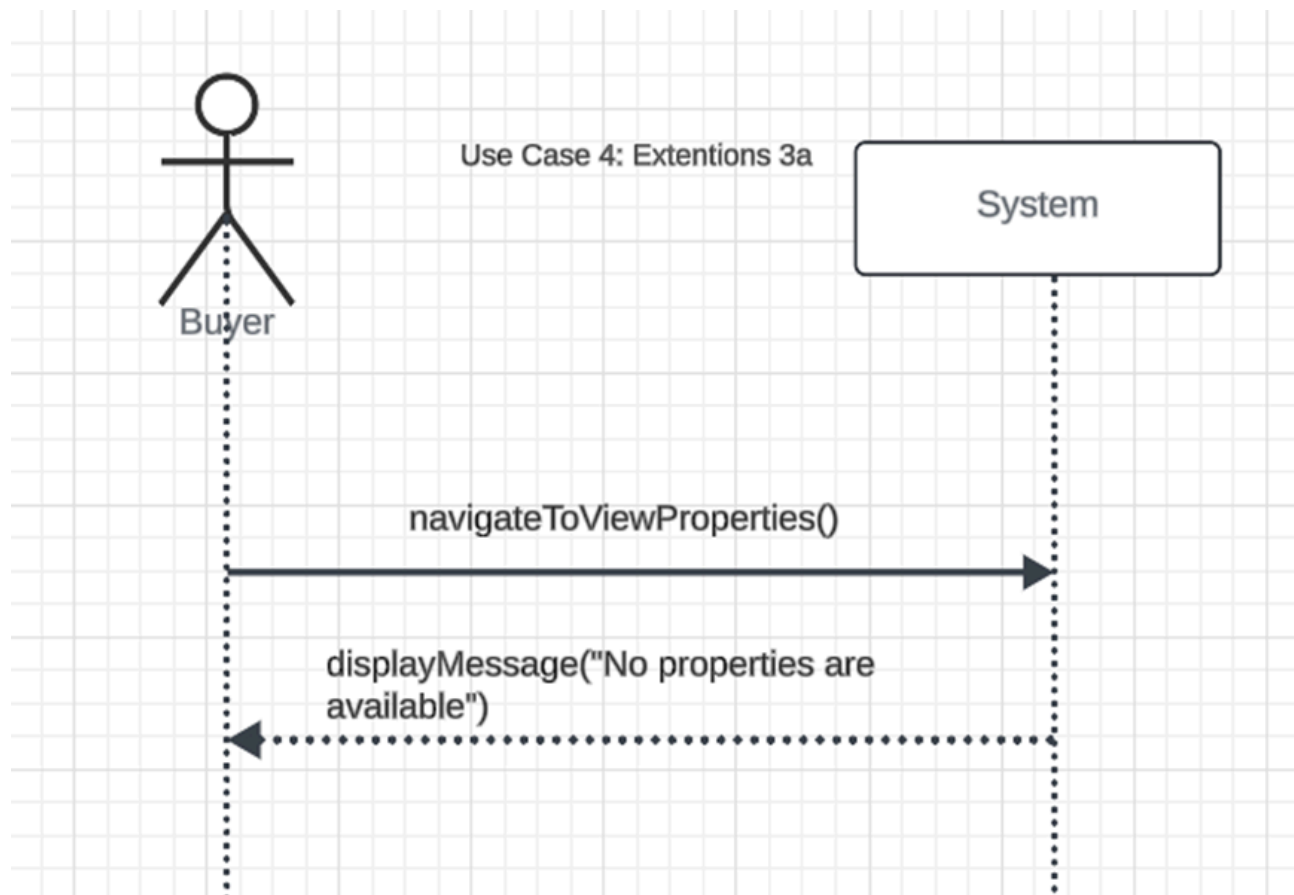 Use Case 4: Extentions 3a
System
Buyer
navigateToViewProperties()
displayMessage("No properties are
available")